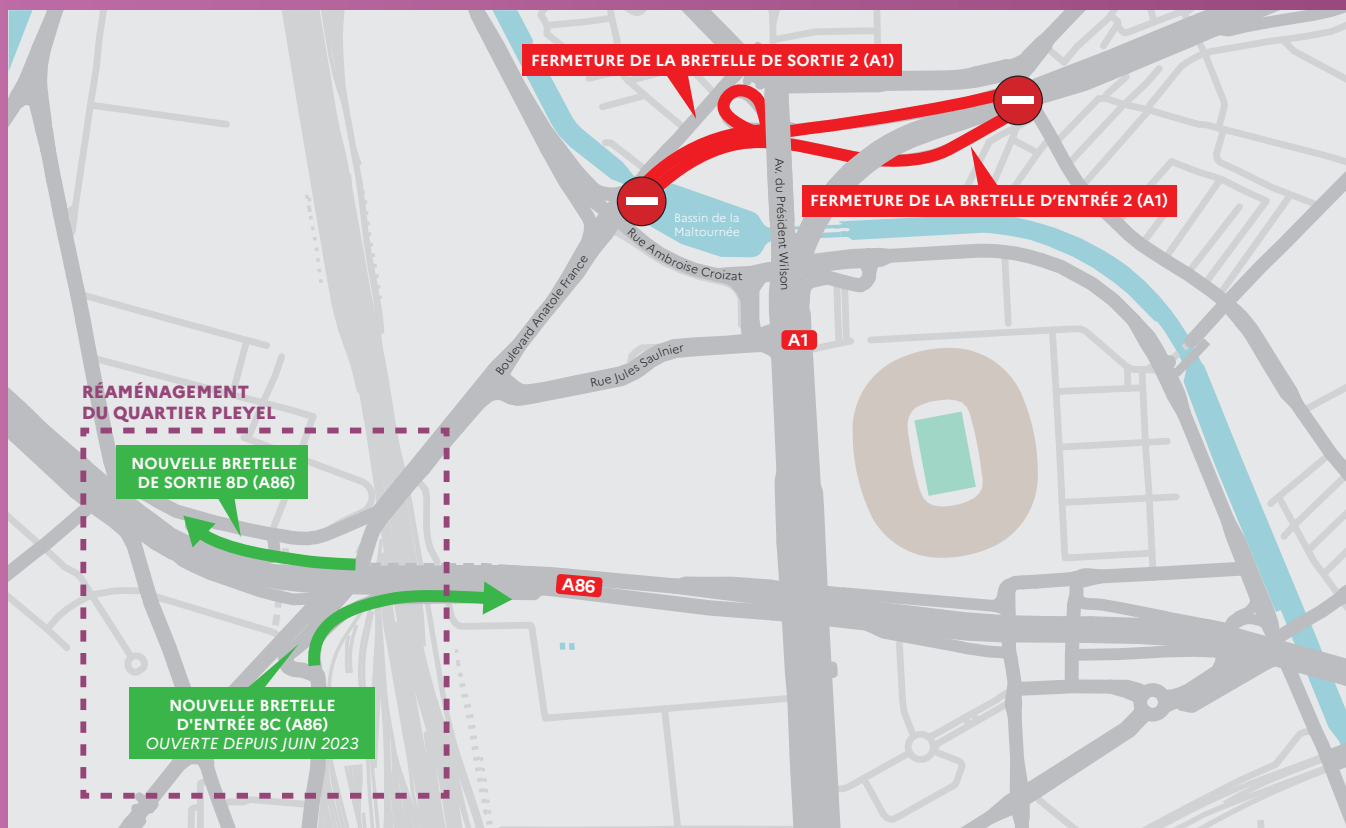 FERMETURE DE LA BRETELLE DE SORTIE 2 (A1)
FERMETURE DE LA BRETELLE D'ENTRÉE 2 (A1)
Av. du Président Wilson
Bassin de la
Maltournée
Rue Ambroise Croizat
Boulevard Anatole France
A1
Rue Jules Saulnier
RÉAMÉNAGEMENT
DU QUARTIER PLEYEL
NOUVELLE BRETELLE
DE SORTIE 8D (A86)
A86
NOUVELLE BRETELLE
D'ENTRÉE 8C (A86)
OUVERTE DEPUIS JUIN 2023